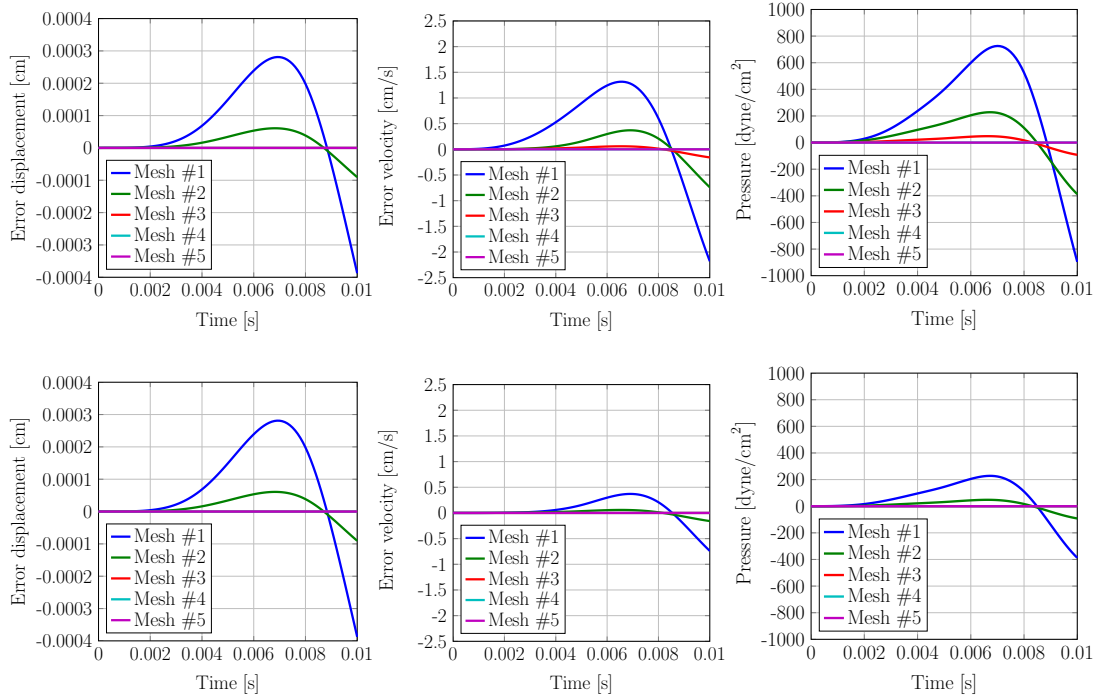 Error displacement [cm]
0.0004
0.0003
0.0002
0.0001
0
-0.0001
-0.0002
-0.0003
-0.0004
Mesh #1
Mesh #2
Mesh #3
Mesh #4
Mesh #5
0 0.002 0.004 0.006 0.008 0.01
Time [s]
Error velocity [cm/s]
2.5
2
1.5
1
0.5
0
-0.5
-1
-1.5
-2
-2.5
Mesh #1
Mesh #2
Mesh #3
Mesh #4
Mesh #5
0 0.002 0.004 0.006 0.008 0.01
Time [s]
Pressure [dyne/cm²]
1000
800
600
400
200
0
-200
-400
-600
-800
-1000
Mesh #1
Mesh #2
Mesh #3
Mesh #4
Mesh #5
0 0.002 0.004 0.006 0.008 0.01
Time [s]
Error displacement [cm]
0.0004
0.0003
0.0002
0.0001
0
-0.0001
-0.0002
-0.0003
-0.0004
Mesh #1
Mesh #2
Mesh #3
Mesh #4
Mesh #5
0 0.002 0.004 0.006 0.008 0.01
Time [s]
Error velocity [cm/s]
2.5
2
1.5
1
0.5
0
-0.5
-1
-1.5
-2
-2.5
Mesh #1
Mesh #2
Mesh #3
Mesh #4
Mesh #5
0 0.002 0.004 0.006 0.008 0.01
Time [s]
Pressure [dyne/cm²]
1000
800
600
400
200
0
-200
-400
-600
-800
-1000
Mesh #1
Mesh #2
Mesh #3
Mesh #4
Mesh #5
0 0.002 0.004 0.006 0.008 0.01
Time [s]